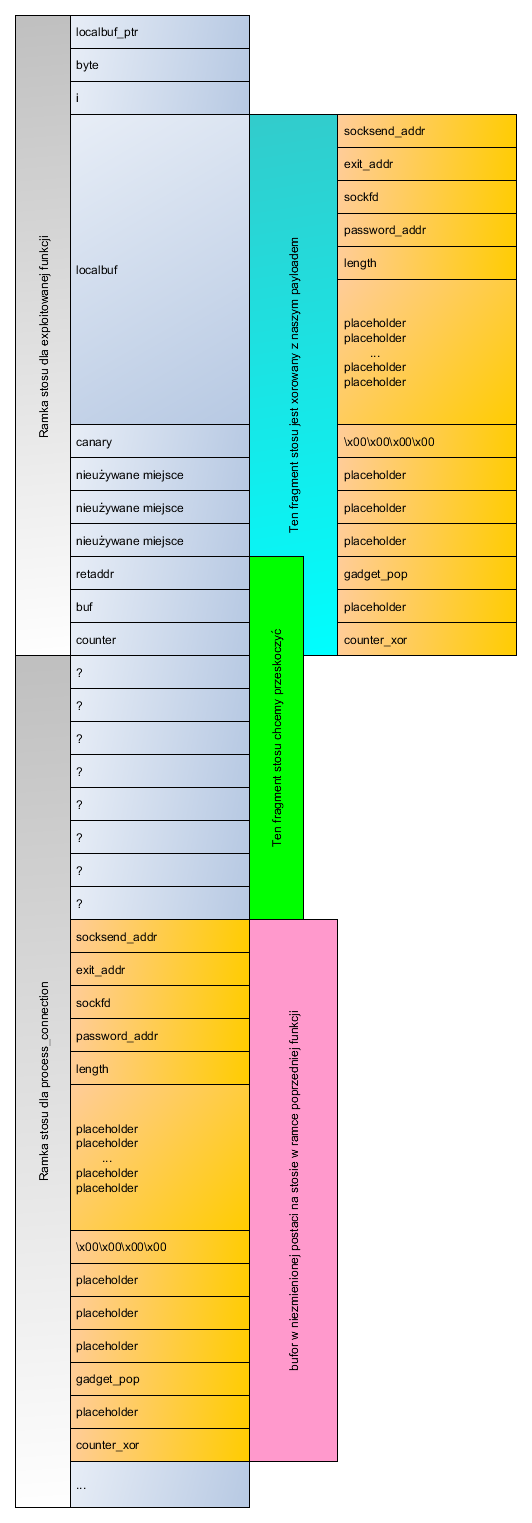 localbuf_ptr
byte
i
Ramka stosu dla exploitowanej funkcji
localbuf
Ten fragment stosu jest xorowany z naszym payloadem
socksend_addr
exit_addr
sockfd
password_addr
length
placeholder
placeholder
...
placeholder
placeholder
canary
\x00\x00\x00\x00
nieużywane miejsce
placeholder
nieużywane miejsce
placeholder
nieużywane miejsce
placeholder
retaddr
gadget_pop
buf
placeholder
counter
counter_xor
Ten fragment stosu chcemy przeskoczyć
Ramka stosu dla process_connection
?
?
?
?
?
?
?
?
socksend_addr
exit_addr
sockfd
password_addr
length
placeholder
placeholder
...
placeholder
placeholder
\x00\x00\x00\x00
placeholder
placeholder
placeholder
gadget_pop
placeholder
counter_xor
bufor w niezmienionej postaci na stosie w ramce poprzedniej funkcji
...